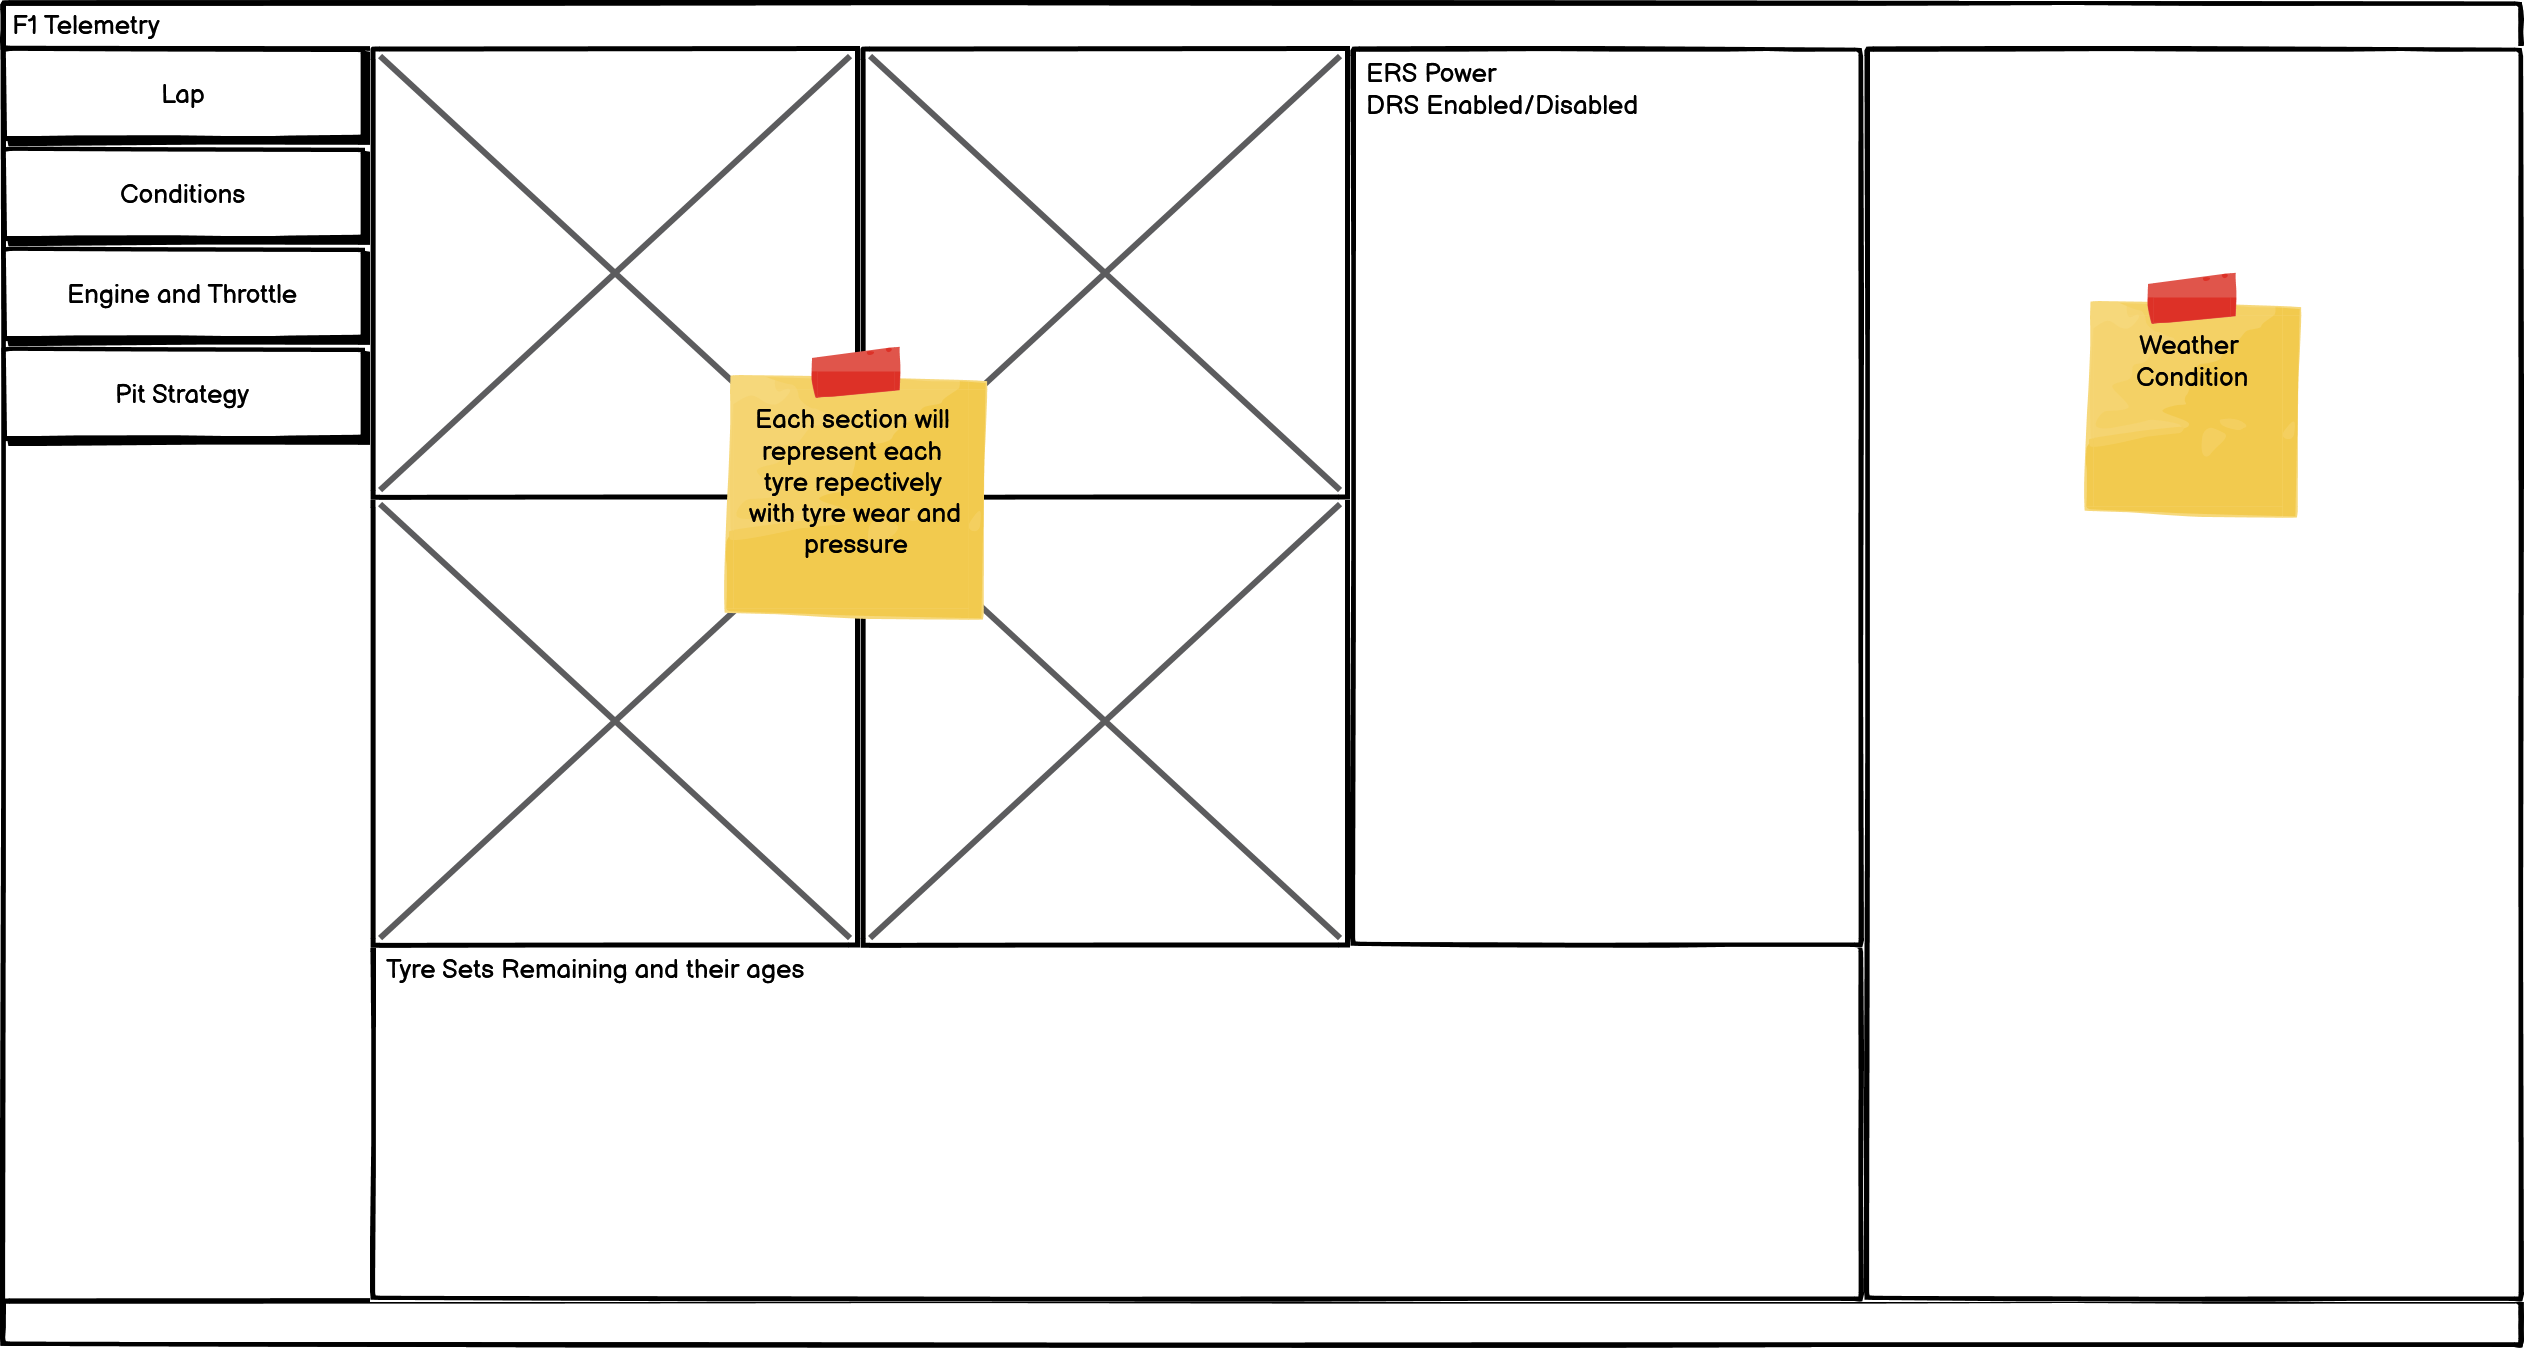 F1 Telemetry
Lap
Conditions
Engine and Throttle
Pit Strategy
Each section will
represent each
tyre repectively
with tyre wear and
pressure
ERS Power
DRS Enabled/Disabled
Weather
Condition
Tyre Sets Remaining and their ages